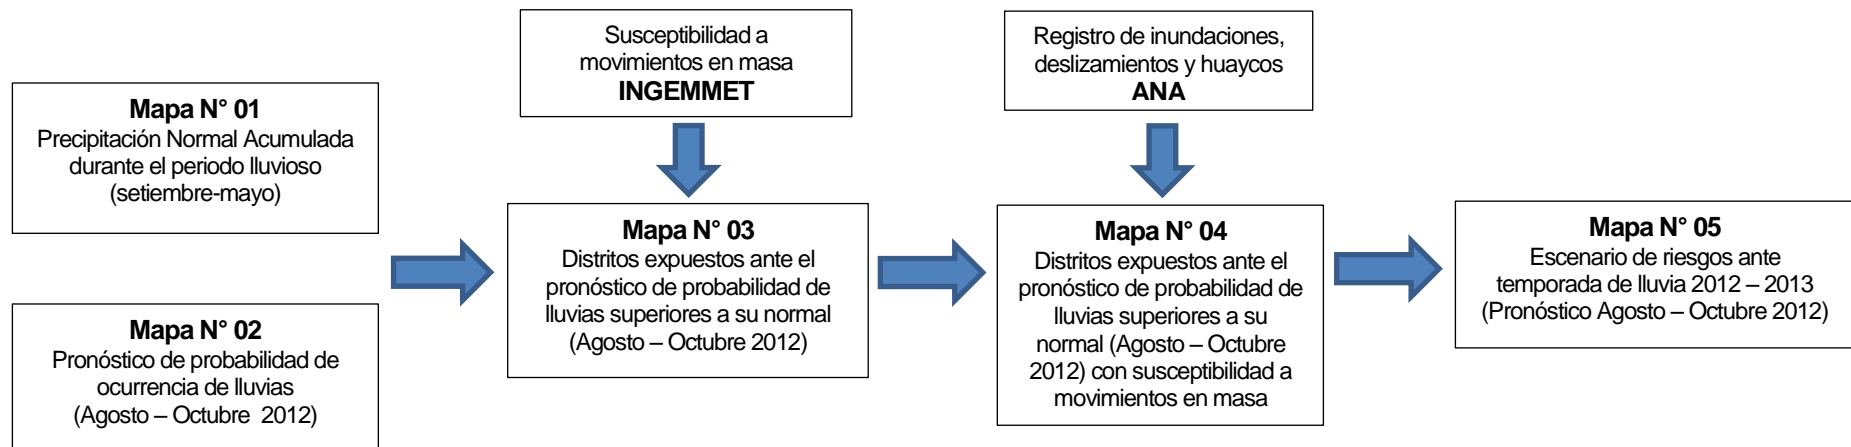 Mapa N° 01
Precipitación Normal Acumulada
durante el periodo lluvioso
(setiembre-mayo)
Mapa N° 02
Pronóstico de probabilidad de
ocurrencia de lluvias
(Agosto – Octubre 2012)
Susceptibilidad a
movimientos en masa
INGEMMET
Mapa N° 03
Distritos expuestos ante el
pronóstico de probabilidad de
lluvias superiores a su normal
(Agosto – Octubre 2012)
Registro de inundaciones,
deslizamientos y huaycos
ANA
Mapa N° 04
Distritos expuestos ante el
pronóstico de probabilidad de
lluvias superiores a su
normal (Agosto – Octubre
2012) con susceptibilidad a
movimientos en masa
Mapa N° 05
Escenario de riesgos ante
temporada de lluvia 2012 – 2013
(Pronóstico Agosto – Octubre 2012)